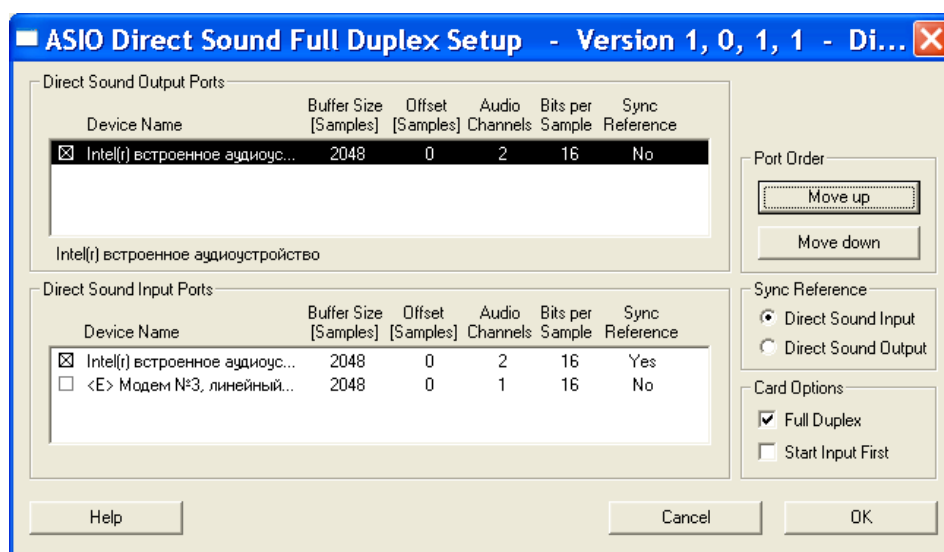 ASIO Direct Sound Full Duplex Setup - Version 1, 0, 1, 1 - Di...
Direct Sound Output Ports
Device Name Buffer Size [Samples] Offset [Samples] Audio Channels Bits per Sample Sync Reference
Intel(r) встроенное аудиоус... 2048 0 2 16 No
Intel(r) встроенное аудиоустройство
Direct Sound Input Ports
Device Name Buffer Size [Samples] Offset [Samples] Audio Channels Bits per Sample Sync Reference
Intel(r) встроенное аудиоус... 2048 0 2 16 Yes
<E> Модем №3, линейный... 2048 0 1 16 No
Port Order
Move up
Move down
Sync Reference
Direct Sound Input
Direct Sound Output
Card Options
Full Duplex
Start Input First
Help
Cancel
OK